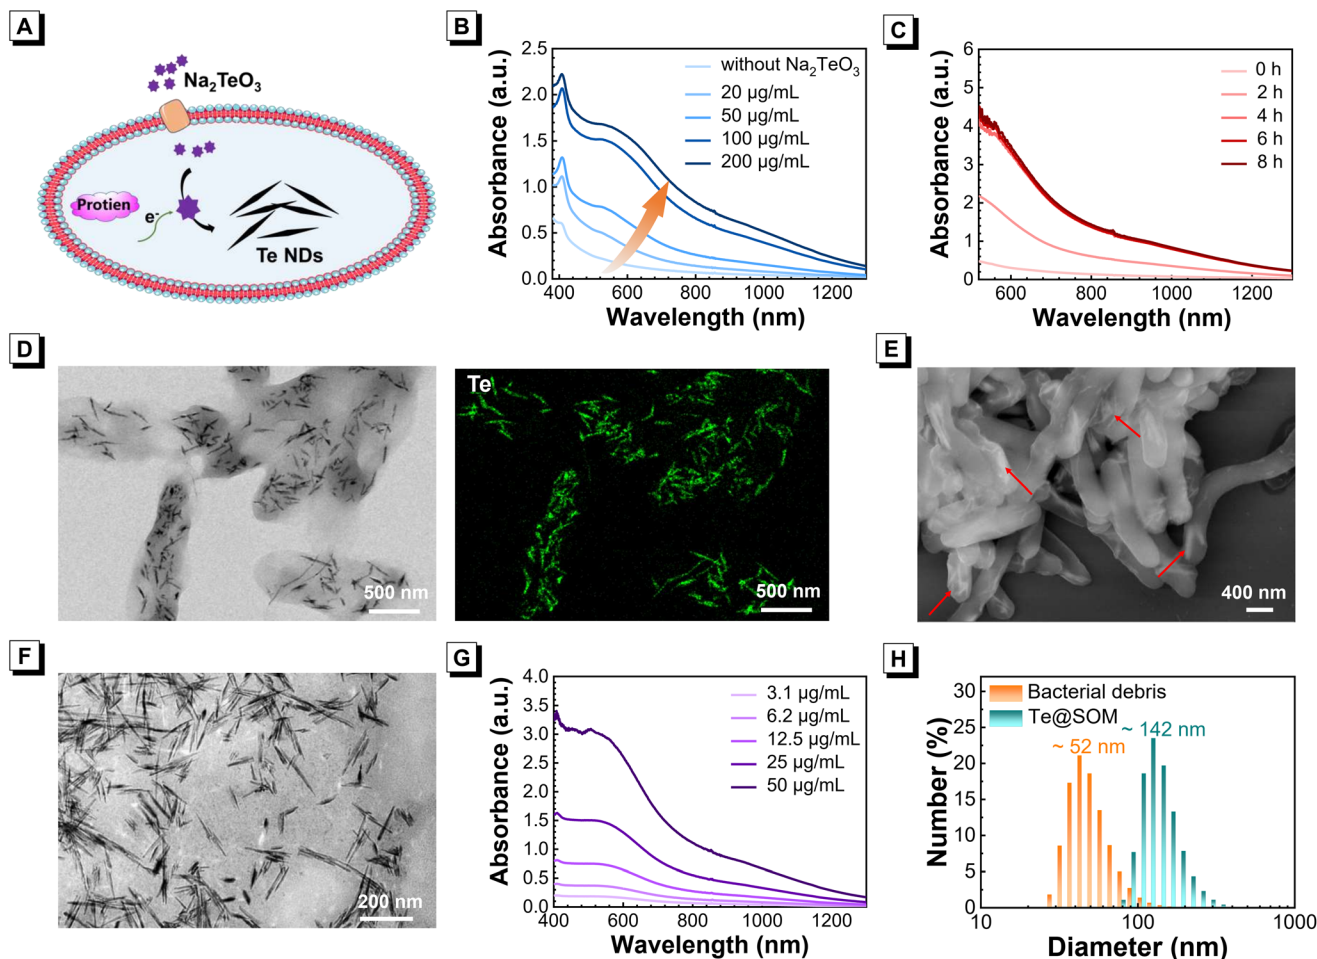 A
Na2TeO3
Protien
e-
Te NDs
B
Absorbance (a.u.)
2.5
2.0
1.5
1.0
0.5
0.0
400 600 800 1000 1200
Wavelength (nm)
without Na2TeO3
20 µg/mL
50 µg/mL
100 µg/mL
200 µg/mL
C
Absorbance (a.u.)
6
5
4
3
2
1
0
600 800 1000 1200
Wavelength (nm)
0 h
2 h
4 h
6 h
8 h
D
500 nm
Te
500 nm
E
400 nm
F
200 nm
G
Absorbance (a.u.)
4.0
3.5
3.0
2.5
2.0
1.5
1.0
0.5
0.0
400 600 800 1000 1200
Wavelength (nm)
3.1 µg/mL
6.2 µg/mL
12.5 µg/mL
25 µg/mL
50 µg/mL
H
Number (%)
30
25
20
15
10
5
0
10 100 1000
Diameter (nm)
Bacterial debris
Te@SOM
~ 52 nm
~ 142 nm